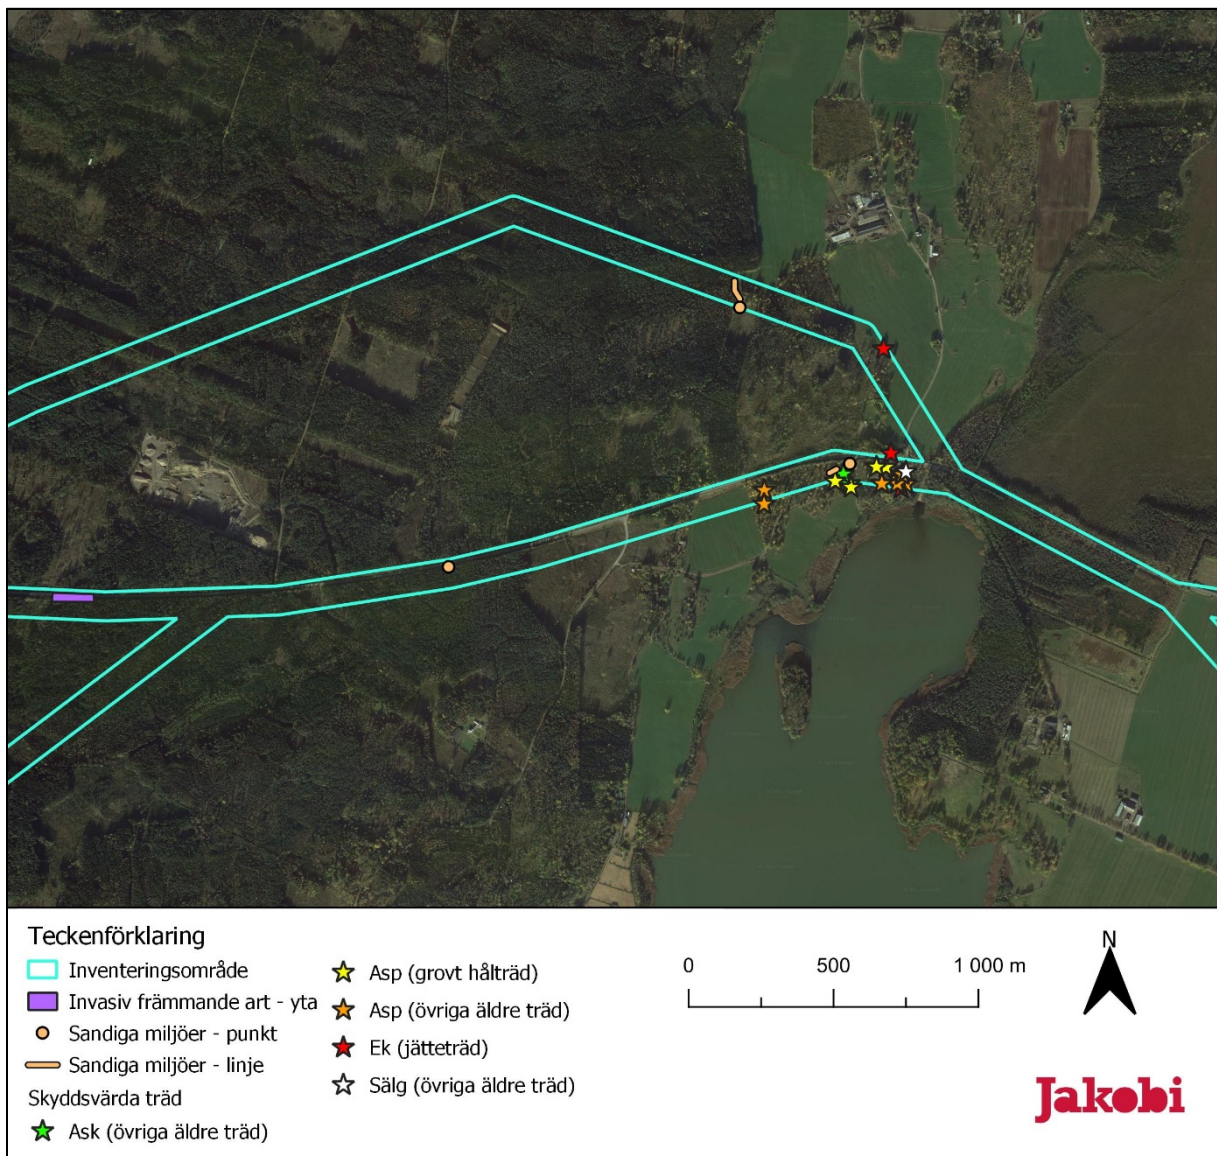 Teckenförklaring
Inventeringsområde
Invasiv främmande art - yta
Sandiga miljöer - punkt
Sandiga miljöer - linje
Skyddsvärda träd
Ask (övriga äldre träd)
Asp (grovt hålträd)
Asp (övriga äldre träd)
Ek (jätteträd)
Sälg (övriga äldre träd)
0 500 1 000 m
N
Jakobi